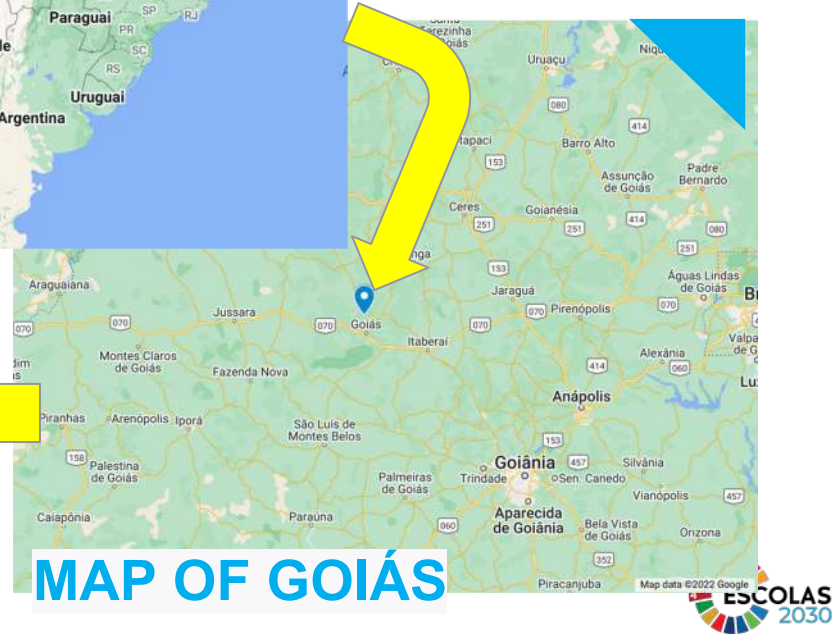 Paraguai
SP
PR
RJ
SC
RS
Uruguai
Argentina
Uruaçu
080
414
Barro Alto
153
Assunção
de Goiás
Padre
Bernardo
Ceres
Goianésia
251
251
414
080
251
153
Araguaiana
Jaraguá
Águas Lindas
de Goiás
Jussara
070
Pirenópolis
070
070
070
070
Goiás
070
Itaberaí
Alexânia
Montes Claros
de Goiás
414
060
Fazenda Nova
Anápolis
Piranhas
Arenópolis
Iporá
São Luís de
Montes Belos
153
158
Palestina
de Goiás
Goiânia
457
Silvânia
Trindade
Sen. Canedo
Palmeiras
de Goiás
Vianópolis
457
Caiapônia
Paraúna
060
Aparecida
de Goiânia
Bela Vista
de Goiás
Orizona
352
MAP OF GOIÁS
Piracanjuba
Map data ©2022 Google
ESCOLAS
2030